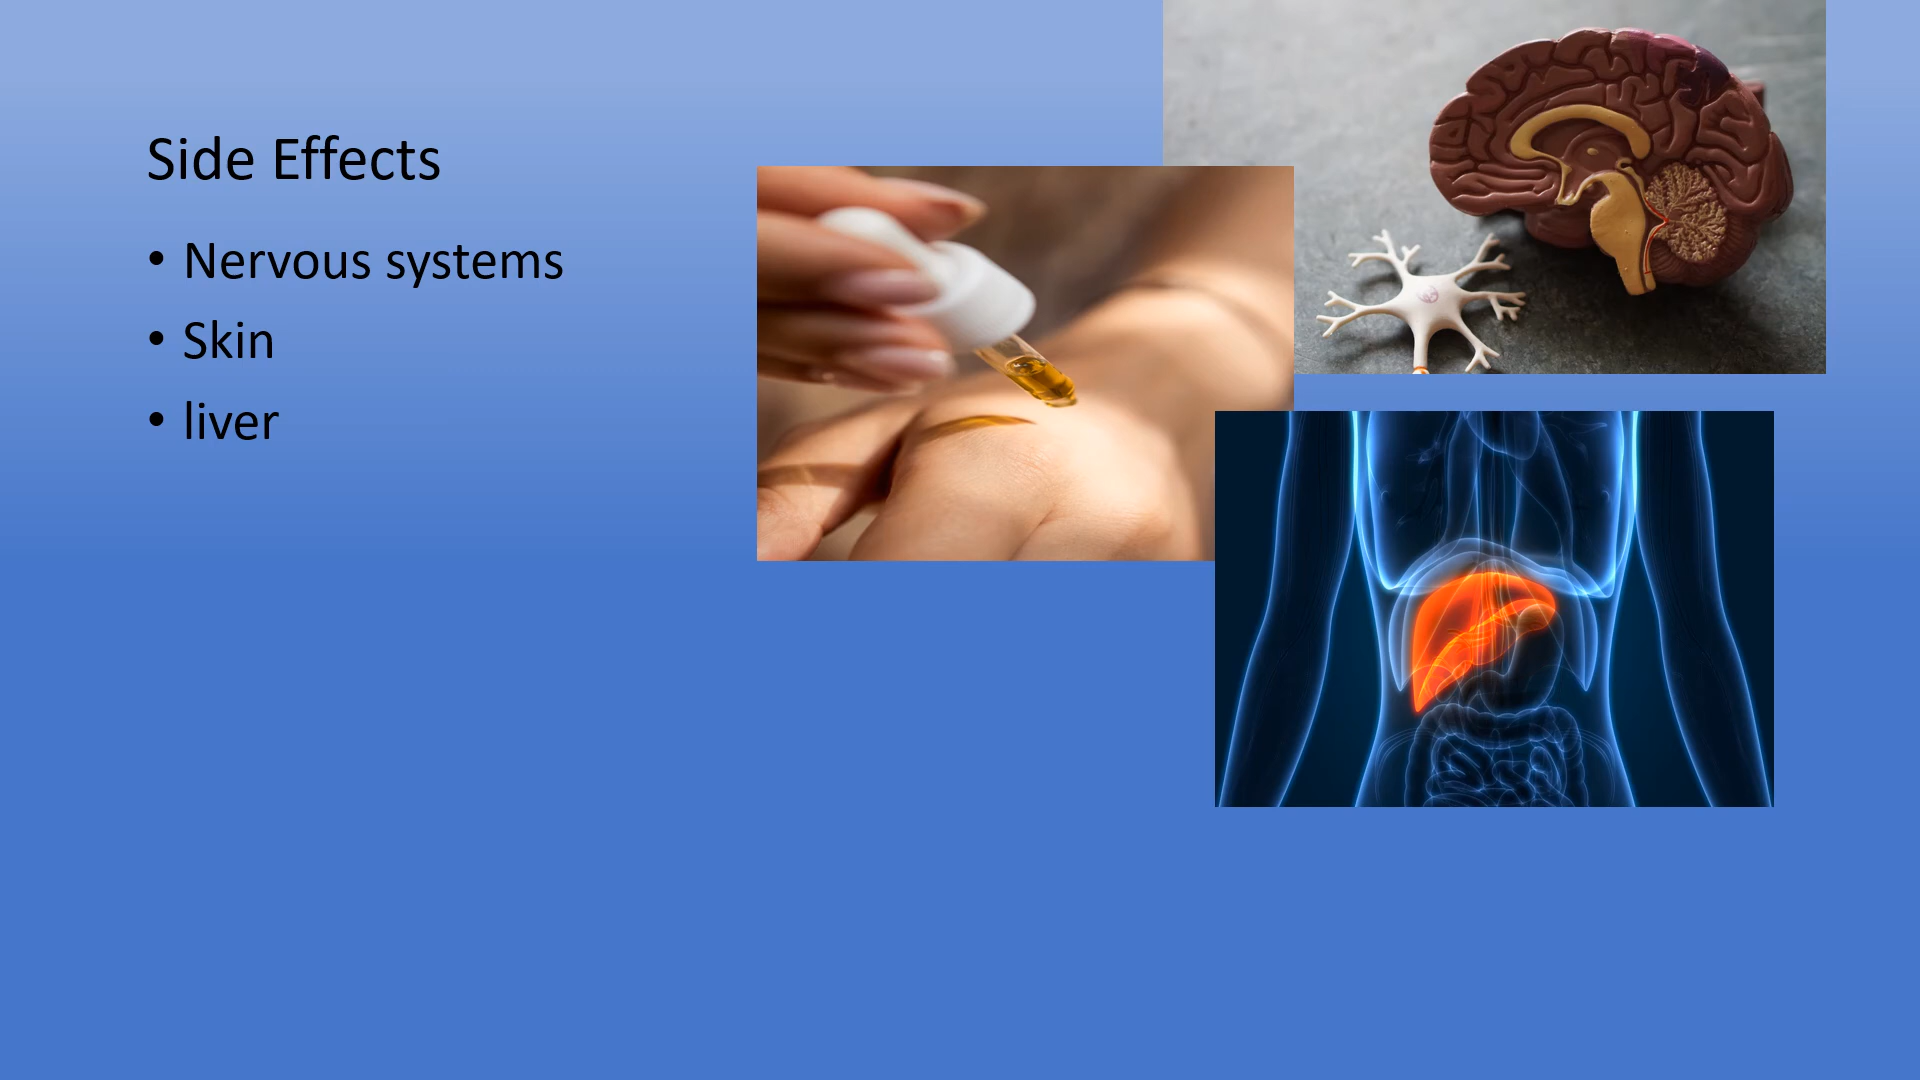 Side Effects
• Nervous systems
• Skin
• liver